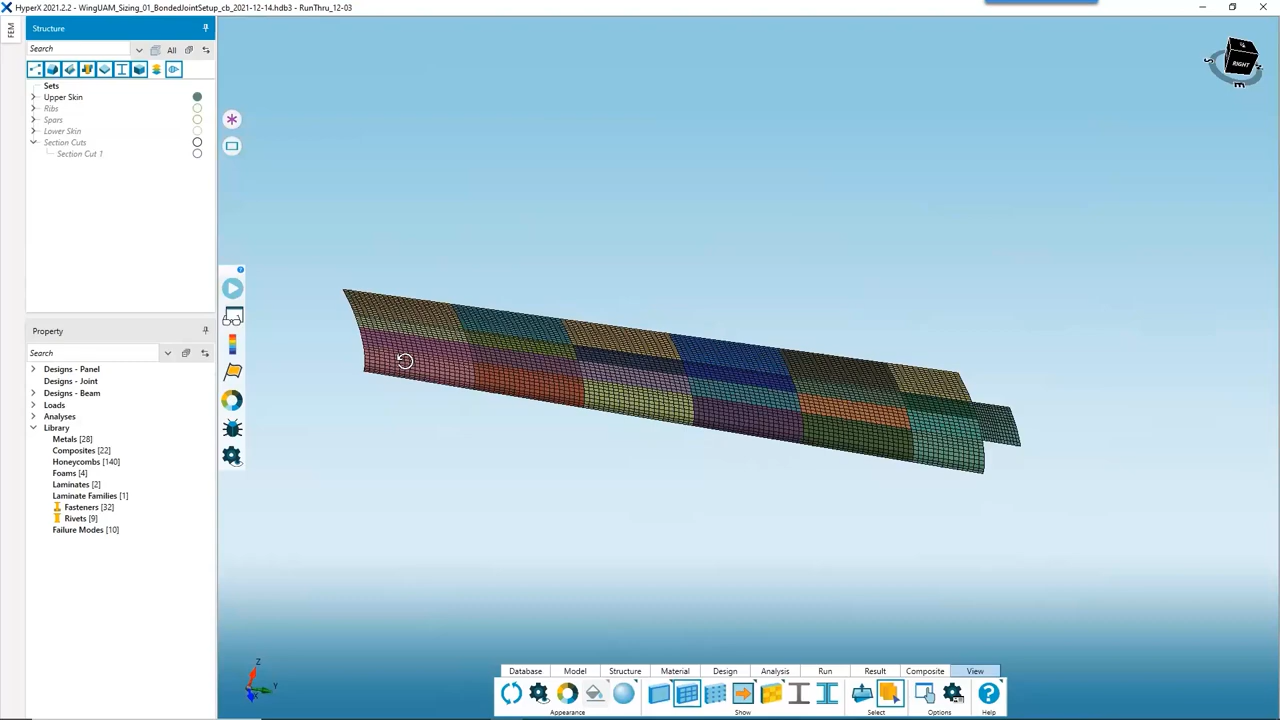 HyperX 2021.2.2 - WingUAM_Sizing_01_BondedJointSetup_cb_2021-12-14.hdb3 - RunThru_12-03
FEM
Structure
Search
All
Sets
Upper Skin
Ribs
Spars
Lower Skin
Section Cuts
Section Cut 1
Property
Search
Designs - Panel
Designs - Joint
Designs - Beam
Loads
Analyses
Library
Metals [28]
Composites [22]
Honeycombs [140]
Foams [4]
Laminates [2]
Laminate Families [1]
Fasteners [32]
Rivets [9]
Failure Modes [10]
RIGHT
S
Z
Y
X
Database Model Structure Material Design Analysis Run Result Composite View
Appearance Show Select Options Help